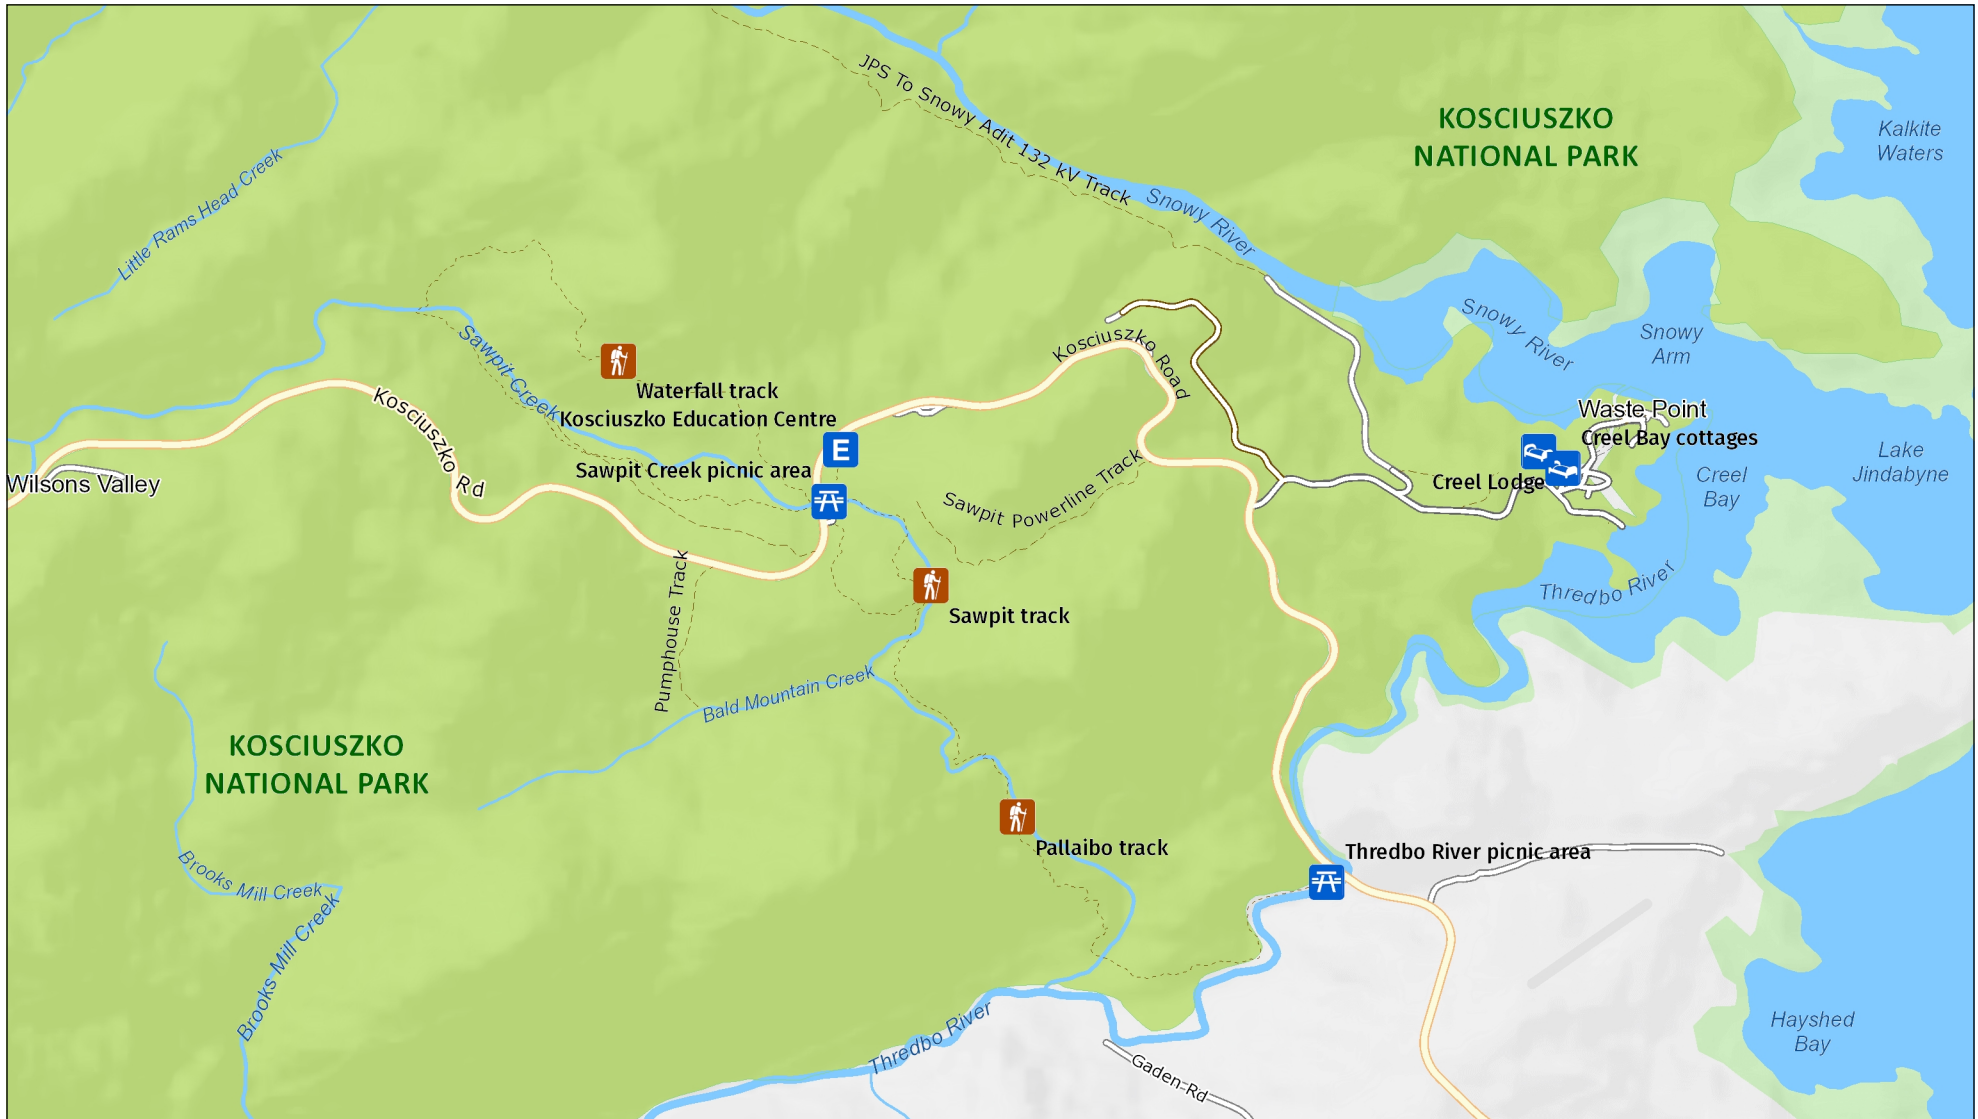 JPS To Snowy Adit 132 kV Track
KOSCIUSZKO
NATIONAL PARK
Kalkite
Waters
Little Rams Head Creek
Snowy River
Snowy River
Snowy
Arm
Sawpit Creek
Kosciuszko Road
Waterfall track
Kosciuszko Education Centre
Kosciuszko Rd
Waste Point
Creel Bay cottages
E
Sawpit Creek picnic area
Wilsons Valley
Sawpit Powerline Track
Creel Lodge
Creel
Bay
Lake
Jindabyne
Pumphouse Track
Sawpit track
Thredbo River
Bald Mountain Creek
KOSCIUSZKO
NATIONAL PARK
Pallaibo track
Thredbo River picnic area
Brooks Mill Creek
Brooks Mill Creek
Thredbo River
Hayshed
Bay
Gaden Rd